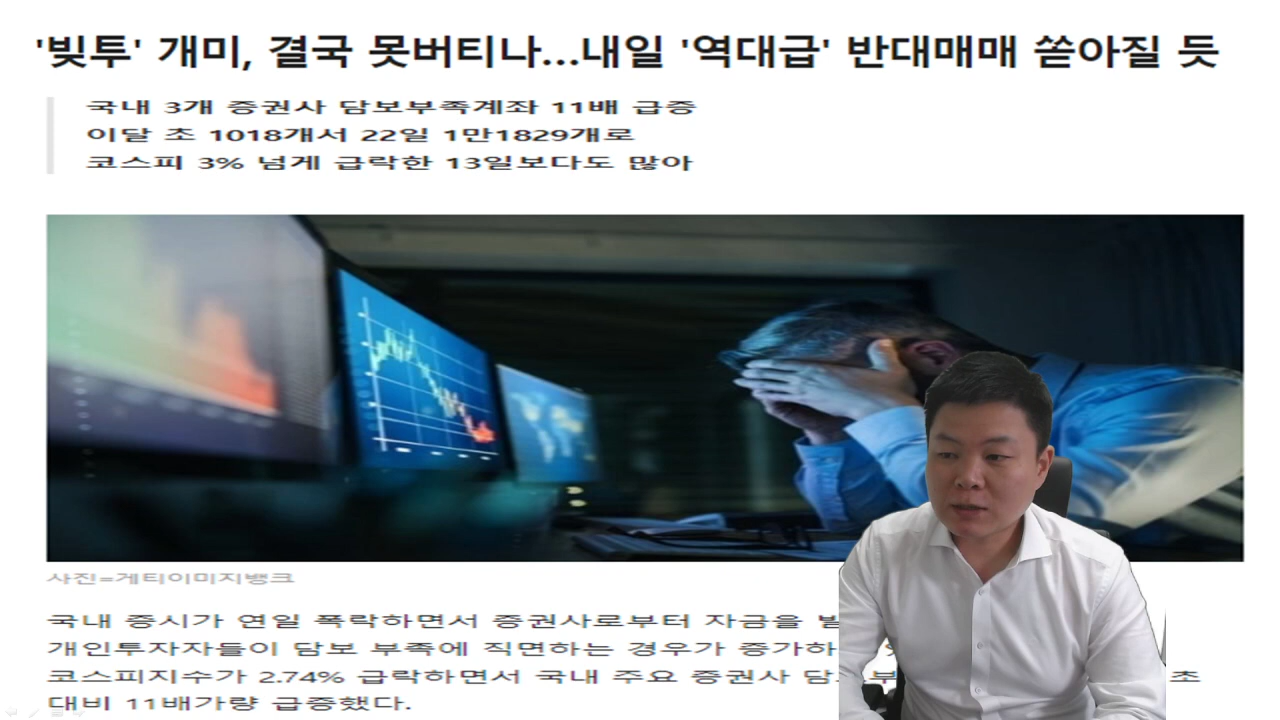 '빚투' 개미, 결국 못버티나…내일 '역대급' 반대매매 쏟아질 듯
국내 3개 증권사 담보부족계좌 11배 급증
이달 초 1018개서 22일 1만1829개로
코스피 3% 넘게 급락한 13일보다도 많아
사진=게티이미지뱅크
국내 증시가 연일 폭락하면서 증권사로부터 자금을
개인투자자들이 담보 부족에 직면하는 경우가
코스피지수가 2.74% 급락하면서 국내 주요 증권사 초
대비 11배가량 급증했다.